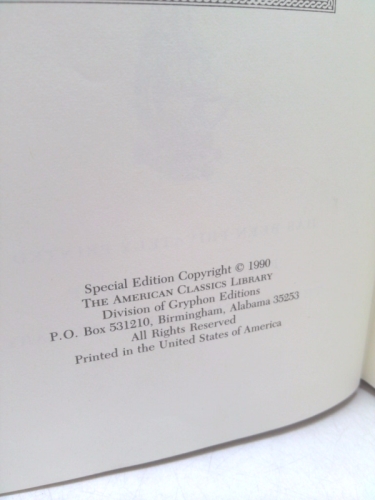 Special Edition Copyright © 1990
THE AMERICAN CLASSICS LIBRARY
Division of Gryphon Editions
P.O. Box 531210, Birmingham, Alabama 35253
All Rights Reserved
Printed in the United States of America